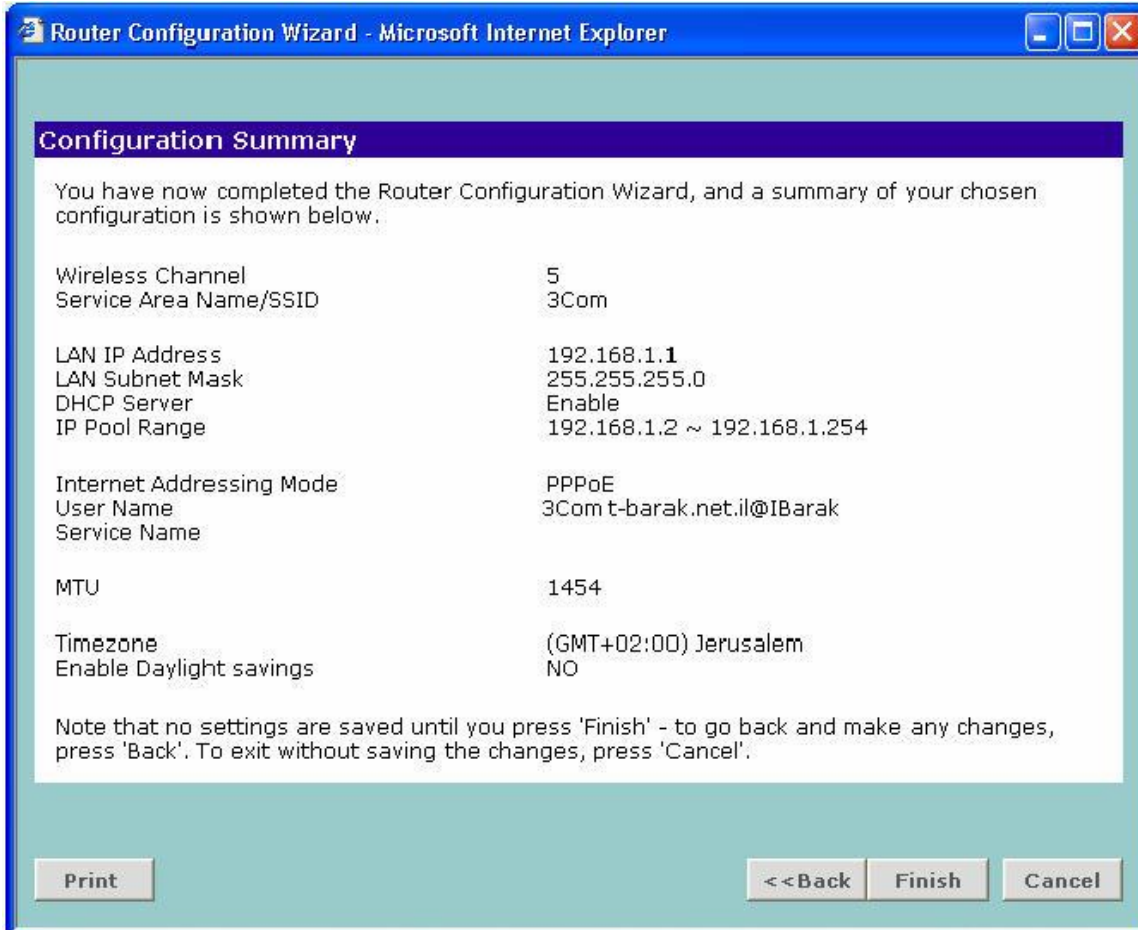 Router Configuration Wizard - Microsoft Internet Explorer
Configuration Summary
You have now completed the Router Configuration Wizard, and a summary of your chosen
configuration is shown below.
Wireless Channel 5
Service Area Name/SSID 3Com
LAN IP Address 192.168.1.1
LAN Subnet Mask 255.255.255.0
DHCP Server Enable
IP Pool Range 192.168.1.2 ~ 192.168.1.254
Internet Addressing Mode PPPoE
User Name 3Com t-barak.net.il@IBarak
Service Name
MTU 1454
Timezone (GMT+02:00) Jerusalem
Enable Daylight savings NO
Note that no settings are saved until you press 'Finish' - to go back and make any changes,
press 'Back'. To exit without saving the changes, press 'Cancel'.
Print <<Back Finish Cancel